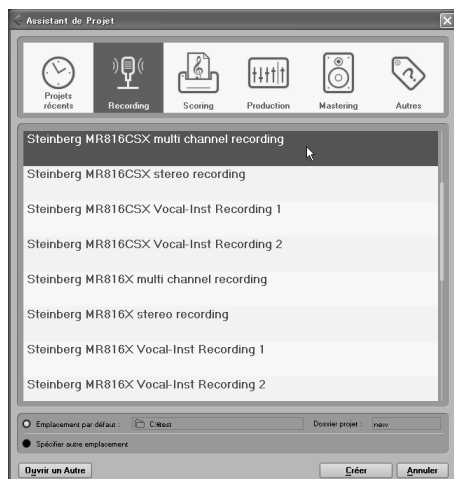 Assistant de Projet
Projets
récents
Recording
Scoring
Production
Mastering
Autres
Steinberg MR816CSX multi channel recording
Steinberg MR816CSX stereo recording
Steinberg MR816CSX Vocal-Inst Recording 1
Steinberg MR816CSX Vocal-Inst Recording 2
Steinberg MR816X multi channel recording
Steinberg MR816X stereo recording
Steinberg MR816X Vocal-Inst Recording 1
Steinberg MR816X Vocal-Inst Recording 2
Emplacement par défaut :
Dossier projet :
new
Spécifier autre emplacement
Ouvrir un Autre
Créer
Annuler